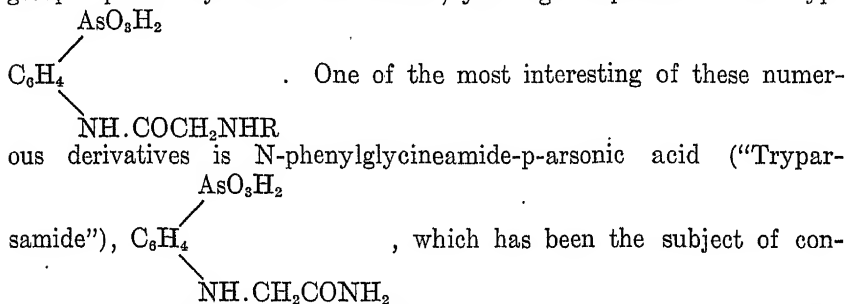 AsO₃H₂
C₆H₄ . One of the most interesting of these numer-
NH.COCH₂NHR
ous derivatives is N-phenylglycineamide-p-arsonic acid ("Trypar-
AsO₃H₂
samide"), C₆H₄ , which has been the subject of con-
NH.CH₂CONH₂